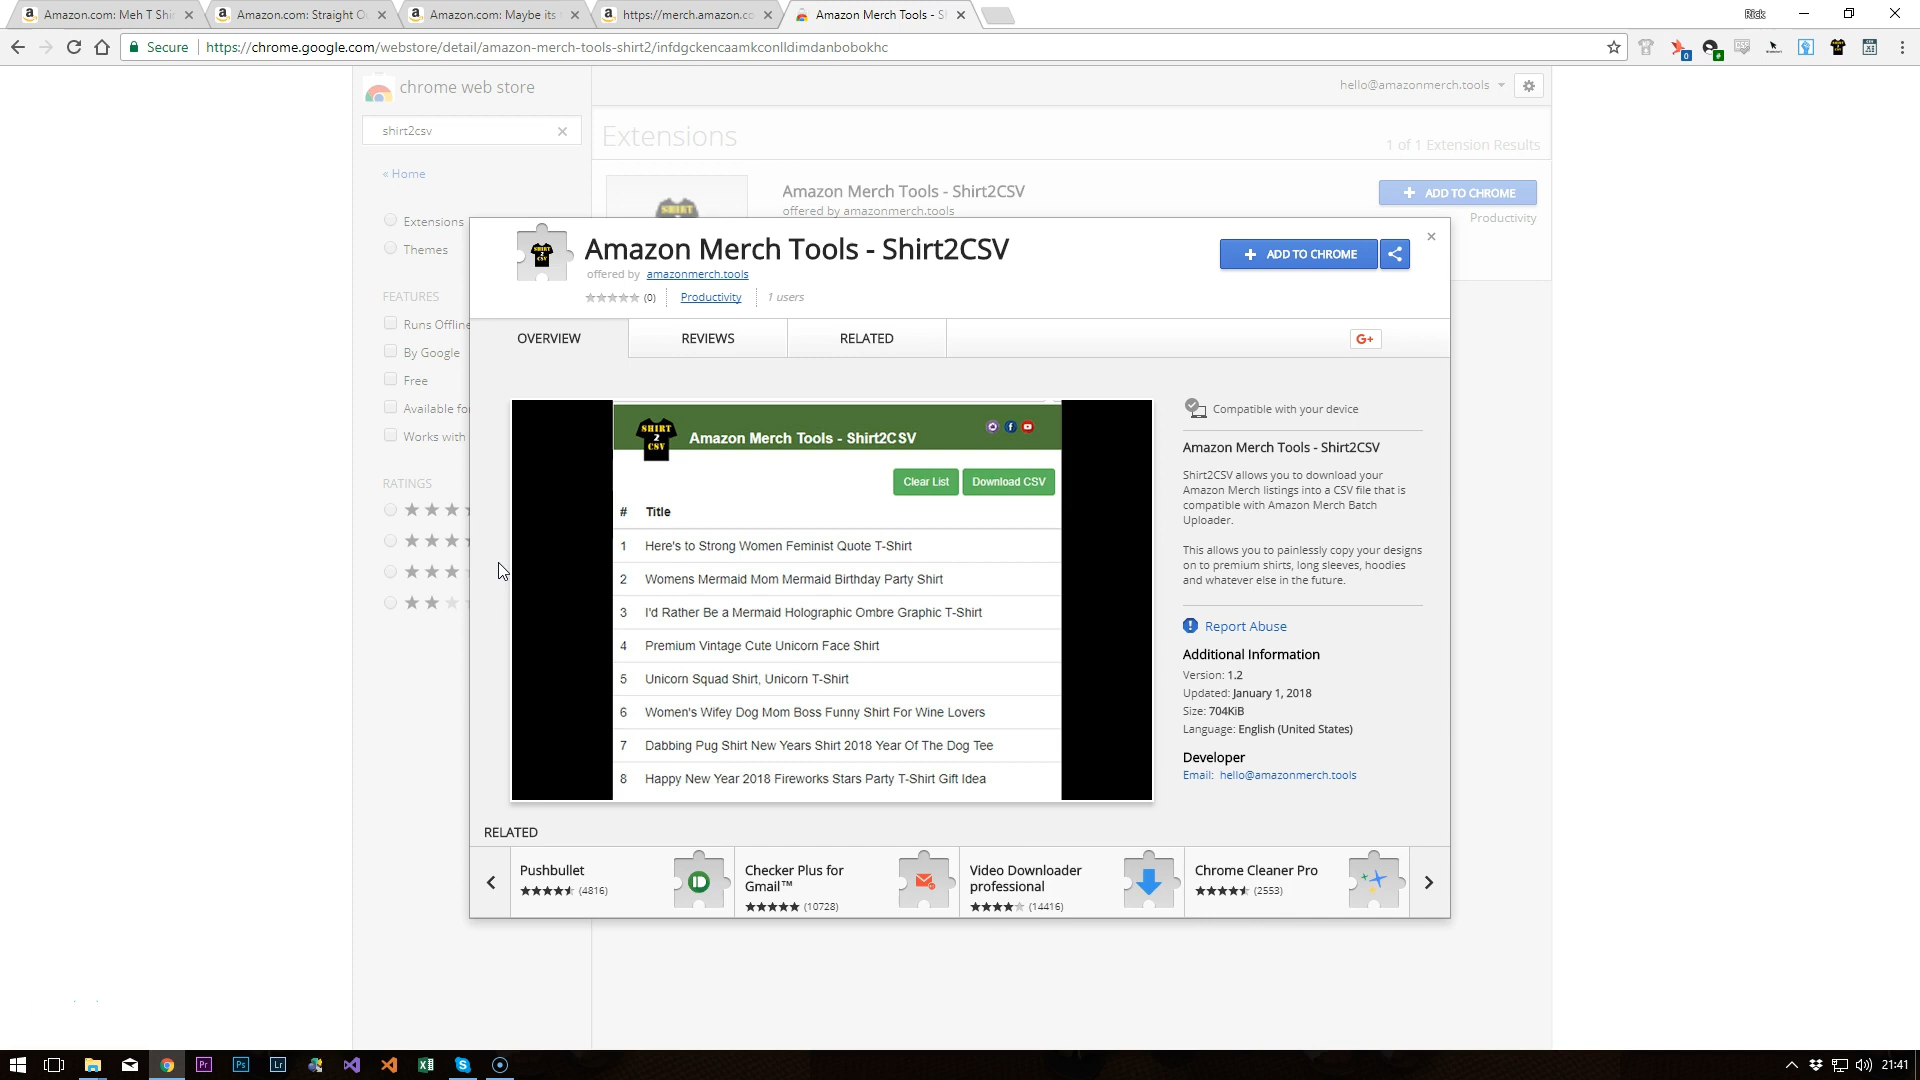 Amazon.com: Meh T Shir
Amazon.com: Straight O
Amazon.com: Maybe its
https://merch.amazon.co
Amazon Merch Tools - S
Rick
Secure
https://chrome.google.com/webstore/detail/amazon-merch-tools-shirt2/infdgckencaamkconlldimdanbobokhc
chrome web store
hello@amazonmerch.tools
shirt2csv
Extensions
1 of 1 Extension Results
« Home
Amazon Merch Tools - Shirt2CSV
offered by amazonmerch.tools
ADD TO CHROME
Productivity
Extensions
Themes
FEATURES
Runs Offline
By Google
Free
Available fo
Works with
RATINGS
Amazon Merch Tools - Shirt2CSV
offered by amazonmerch.tools
(0)
Productivity
1 users
ADD TO CHROME
OVERVIEW
REVIEWS
RELATED
G+
SHIRT
2
CSV
Amazon Merch Tools - Shirt2CSV
Clear List
Download CSV
# Title
1 Here's to Strong Women Feminist Quote T-Shirt
2 Womens Mermaid Mom Mermaid Birthday Party Shirt
3 I'd Rather Be a Mermaid Holographic Ombre Graphic T-Shirt
4 Premium Vintage Cute Unicorn Face Shirt
5 Unicorn Squad Shirt, Unicorn T-Shirt
6 Women's Wifey Dog Mom Boss Funny Shirt For Wine Lovers
7 Dabbing Pug Shirt New Years Shirt 2018 Year Of The Dog Tee
8 Happy New Year 2018 Fireworks Stars Party T-Shirt Gift Idea
Compatible with your device
Amazon Merch Tools - Shirt2CSV
Shirt2CSV allows you to download your
Amazon Merch listings into a CSV file that is
compatible with Amazon Merch Batch
Uploader.
This allows you to painlessly copy your designs
on to premium shirts, long sleeves, hoodies
and whatever else in the future.
Report Abuse
Additional Information
Version: 1.2
Updated: January 1, 2018
Size: 704KiB
Language: English (United States)
Developer
Email: hello@amazonmerch.tools
RELATED
Pushbullet
(4816)
Checker Plus for
Gmail™
(10728)
Video Downloader
professional
(14416)
Chrome Cleaner Pro
(2553)
Pr
Ps
Lr
21:41